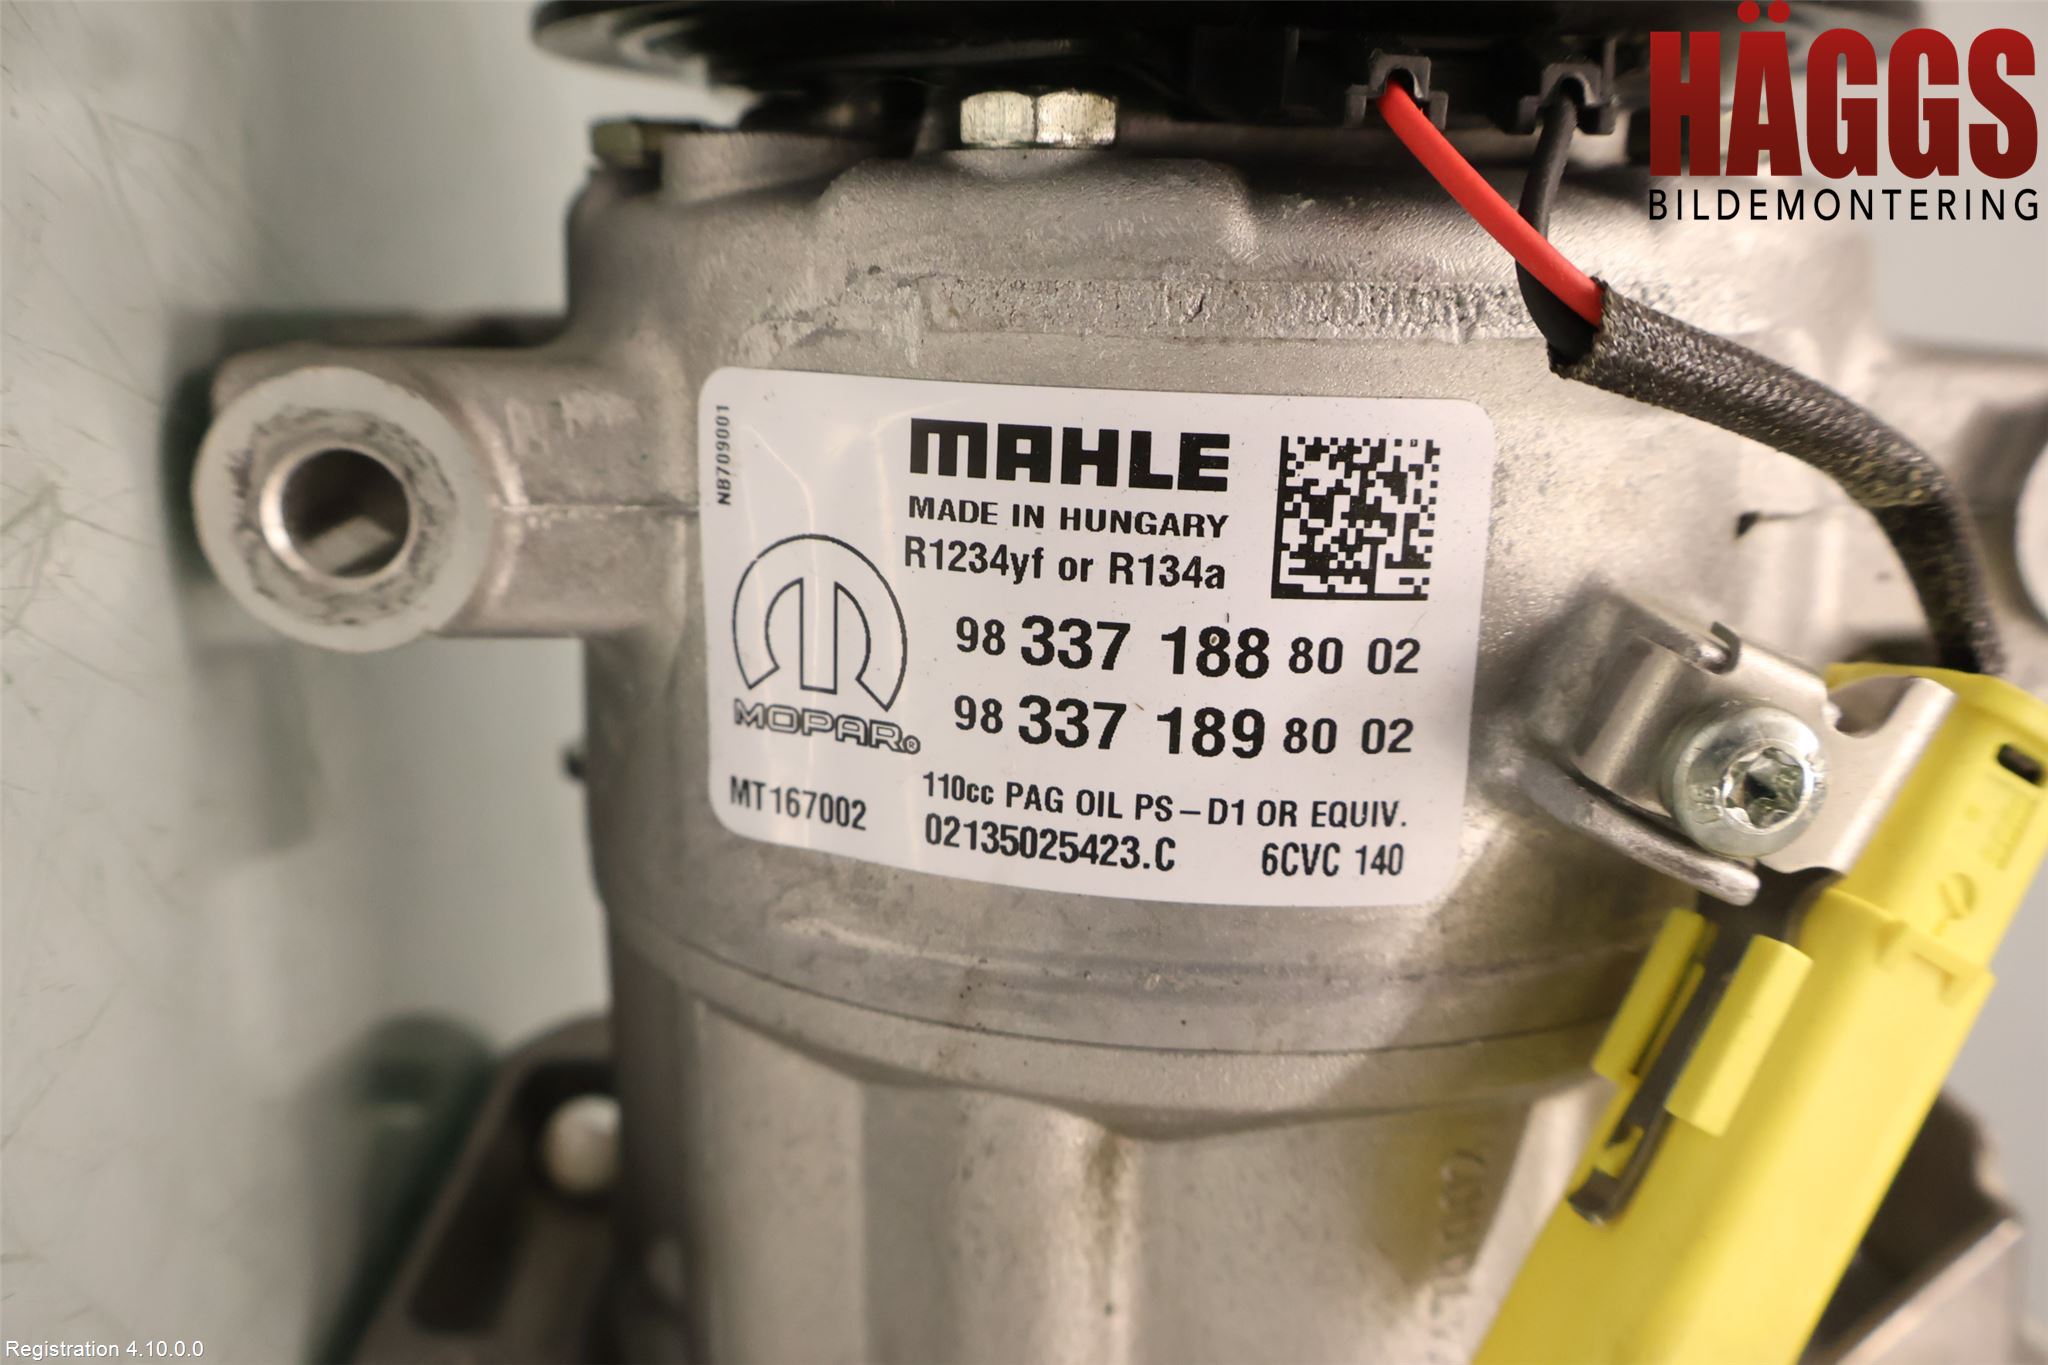 HÄGGS
BILDEMONTERING
NB709001
MAHLE
MADE IN HUNGARY
R1234yf or R134a
98 337 188 80 02
98 337 189 80 02
MOPAR®
110cc PAG OIL PS-D1 OR EQUIV.
MT167002
02135025423.C 6CVC 140
Registration 4.10.0.0